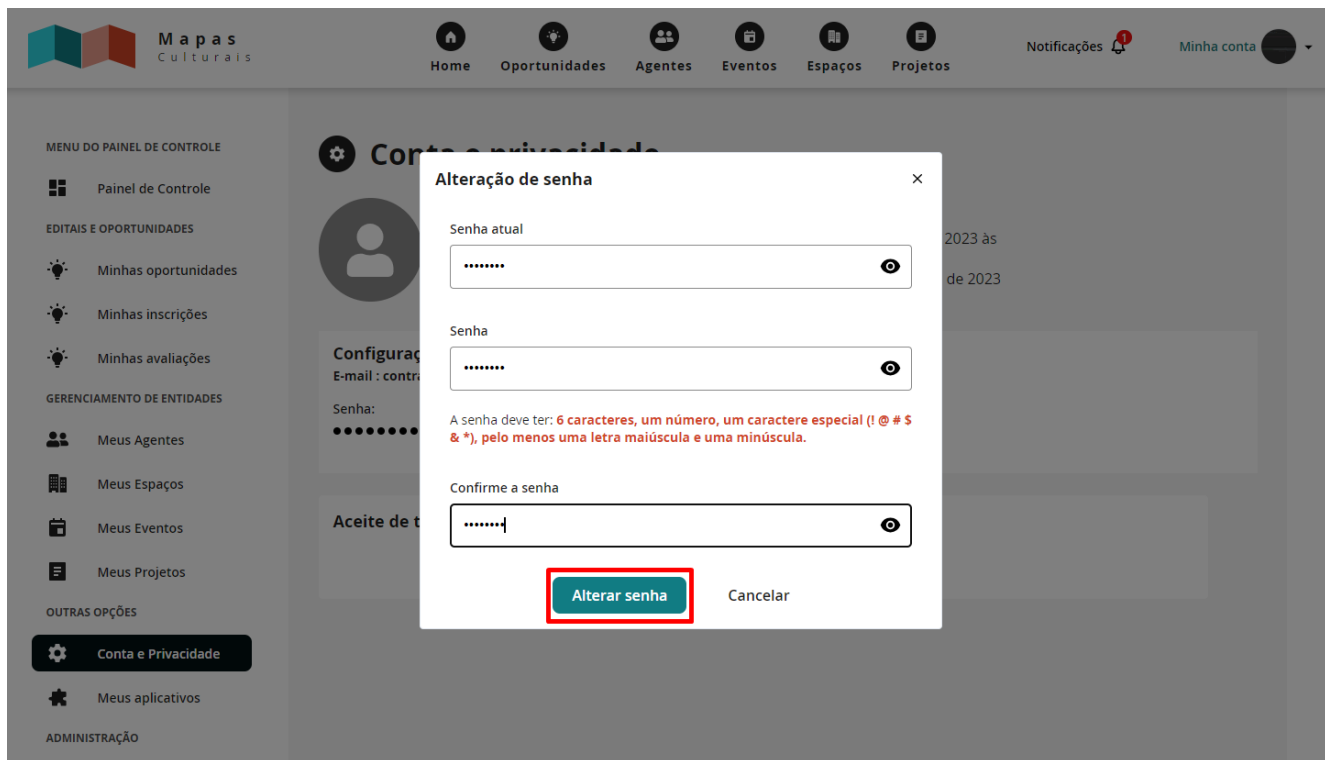 Mapas
Culturais
Home
Oportunidades
Agentes
Eventos
Espaços
Projetos
Notificações
1
Minha conta
MENU DO PAINEL DE CONTROLE
Painel de Controle
EDITAIS E OPORTUNIDADES
Minhas oportunidades
Minhas inscrições
Minhas avaliações
GERENCIAMENTO DE ENTIDADES
Meus Agentes
Meus Espaços
Meus Eventos
Meus Projetos
OUTRAS OPÇÕES
Conta e Privacidade
Meus aplicativos
ADMINISTRAÇÃO
Conta e privacidade
2023 às
de 2023
Configuraç
E-mail : contra
Senha:
●●●●●●●●
Aceite de t
Alteração de senha
×
Senha atual
••••••••
Senha
••••••••
A senha deve ter: 6 caracteres, um número, um caractere especial (! @ # $
& *), pelo menos uma letra maiúscula e uma minúscula.
Confirme a senha
••••••••
Alterar senha
Cancelar